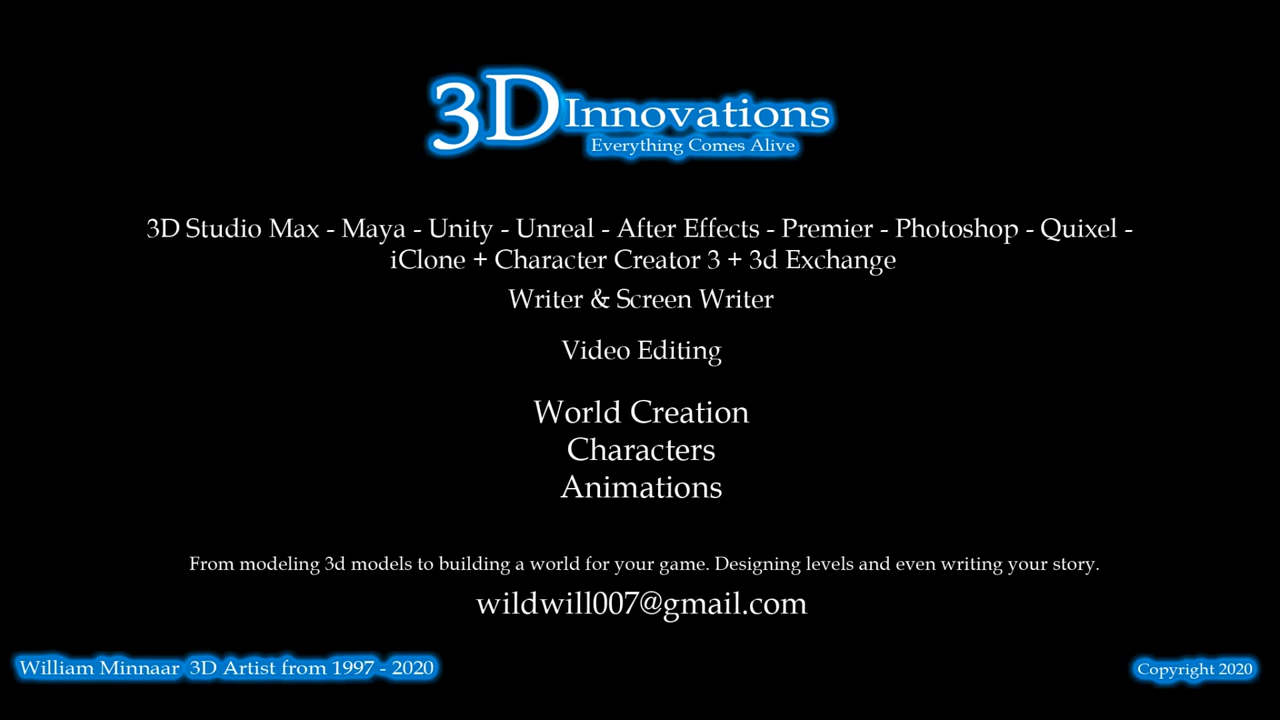 3D Innovations
Everything Comes Alive
3D Studio Max - Maya - Unity - Unreal - After Effects - Premier - Photoshop - Quixel -
iClone + Character Creator 3 + 3d Exchange
Writer & Screen Writer
Video Editing
World Creation
Characters
Animations
From modeling 3d models to building a world for your game. Designing levels and even writing your story.
wildwill007@gmail.com
William Minnaar 3D Artist from 1997 - 2020
Copyright 2020